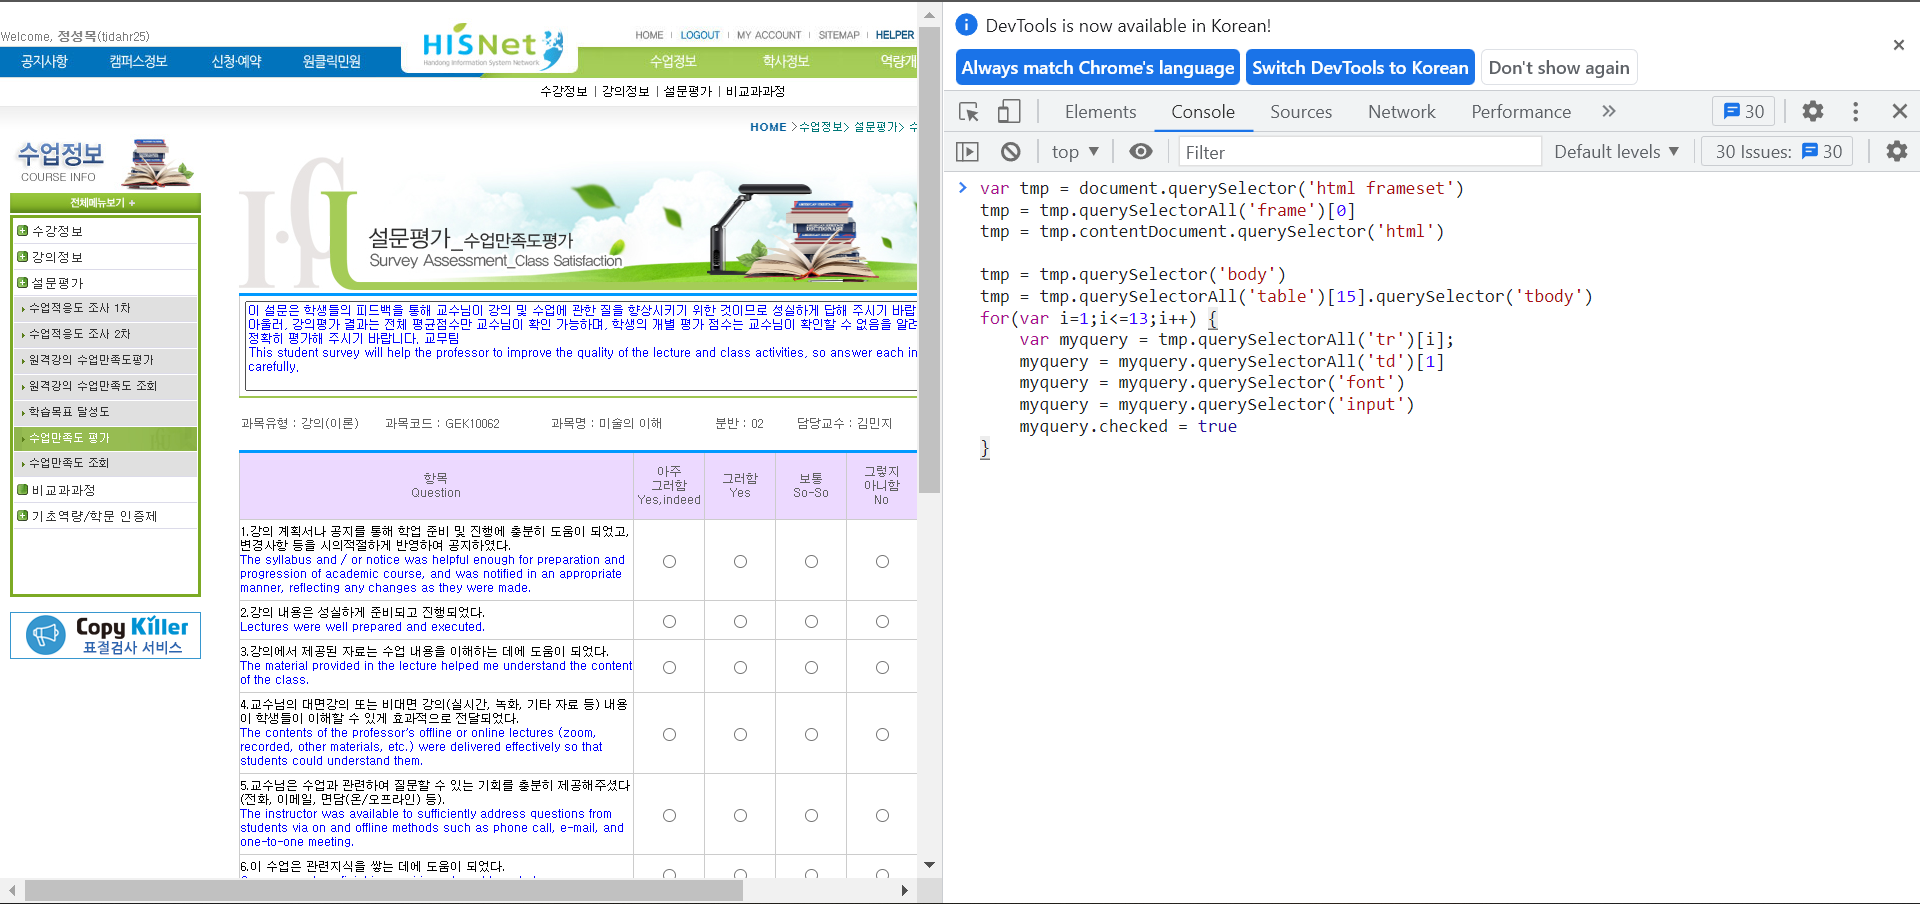 Welcome, 정성목(tjdahr25)
HISNet
Handong Information System Network
HOME | LOGOUT | MY ACCOUNT | SITEMAP | HELPER
공지사항 캠퍼스정보 신청·예약 원클릭민원 수업정보 학사정보 역량개
수강정보 | 강의정보 | 설문평가 | 비교과과정
HOME >수업정보> 설문평가> 수
수업정보
COURSE INFO
전체메뉴보기 +
수강정보
강의정보
설문평가
수업적응도 조사 1차
수업적응도 조사 2차
원격강의 수업만족도평가
원격강의 수업만족도 조회
학습목표 달성도
수업만족도 평가
수업만족도 조회
비교과과정
기초역량/학문 인증제
Copy Killer
표절검사 서비스
설문평가_수업만족도평가
Survey Assessment_Class Satisfaction
이 설문은 학생들의 피드백을 통해 교수님이 강의 및 수업에 관한 질을 향상시키기 위한 것이므로 성실하게 답해 주시기 바랍
아울러, 강의평가 결과는 전체 평균점수만 교수님이 확인 가능하며, 학생의 개별 평가 점수는 교수님이 확인할 수 없음을 알려
정확히 평가해 주시기 바랍니다. 교무팀
This student survey will help the professor to improve the quality of the lecture and class activities, so answer each in
carefully.
과목유형 : 강의(이론) 과목코드 : GEK10062 과목명 : 미술의 이해 분반 : 02 담당교수 : 김민지
항목
Question
아주
그러함
Yes,indeed
그러함
Yes
보통
So-So
그렇지
아니함
No
1.강의 계획서나 공지를 통해 학업 준비 및 진행에 충분히 도움이 되었고,
변경사항 등을 시의적절하게 반영하여 공지하였다.
The syllabus and / or notice was helpful enough for preparation and
progression of academic course, and was notified in an appropriate
manner, reflecting any changes as they were made.
2.강의 내용은 성실하게 준비되고 진행되었다.
Lectures were well prepared and executed.
3.강의에서 제공된 자료는 수업 내용을 이해하는 데에 도움이 되었다.
The material provided in the lecture helped me understand the content
of the class.
4.교수님의 대면강의 또는 비대면 강의(실시간, 녹화, 기타 자료 등) 내용
이 학생들이 이해할 수 있게 효과적으로 전달되었다.
The contents of the professor's offline or online lectures (zoom,
recorded, other materials, etc.) were delivered effectively so that
students could understand them.
5.교수님은 수업과 관련하여 질문할 수 있는 기회를 충분히 제공해주셨다
(전화, 이메일, 면담(온/오프라인) 등).
The instructor was available to sufficiently address questions from
students via on and offline methods such as phone call, e-mail, and
one-to-one meeting.
6.이 수업은 관련지식을 쌓는 데에 도움이 되었다.
DevTools is now available in Korean!
Always match Chrome's language Switch DevTools to Korean Don't show again
Elements Console Sources Network Performance » 30
top Filter Default levels 30 Issues: 30
var tmp = document.querySelector('html frameset')
tmp = tmp.querySelectorAll('frame')[0]
tmp = tmp.contentDocument.querySelector('html')
tmp = tmp.querySelector('body')
tmp = tmp.querySelectorAll('table')[15].querySelector('tbody')
for(var i=1;i<=13;i++) {
var myquery = tmp.querySelectorAll('tr')[i];
myquery = myquery.querySelectorAll('td')[1]
myquery = myquery.querySelector('font')
myquery = myquery.querySelector('input')
myquery.checked = true
}